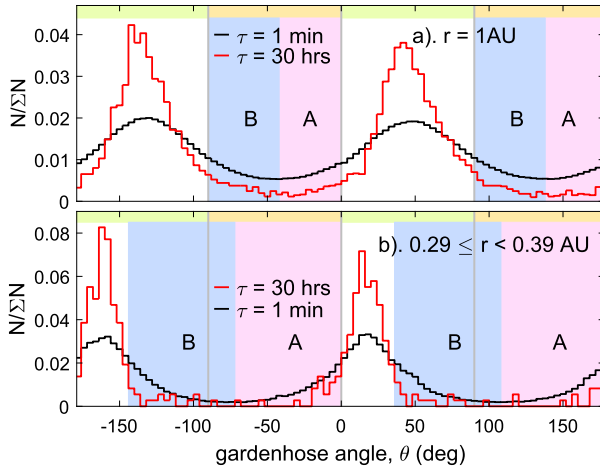 0.04
0.03
0.02
0.01
0
N/ΣN
τ = 1 min
τ = 30 hrs
a). r = 1AU
B
A
B
A
0.08
0.06
0.04
0.02
0
N/ΣN
τ = 30 hrs
τ = 1 min
b). 0.29 ≤ r < 0.39 AU
B
A
B
A
-150
-100
-50
0
50
100
150
gardenhose angle, θ (deg)